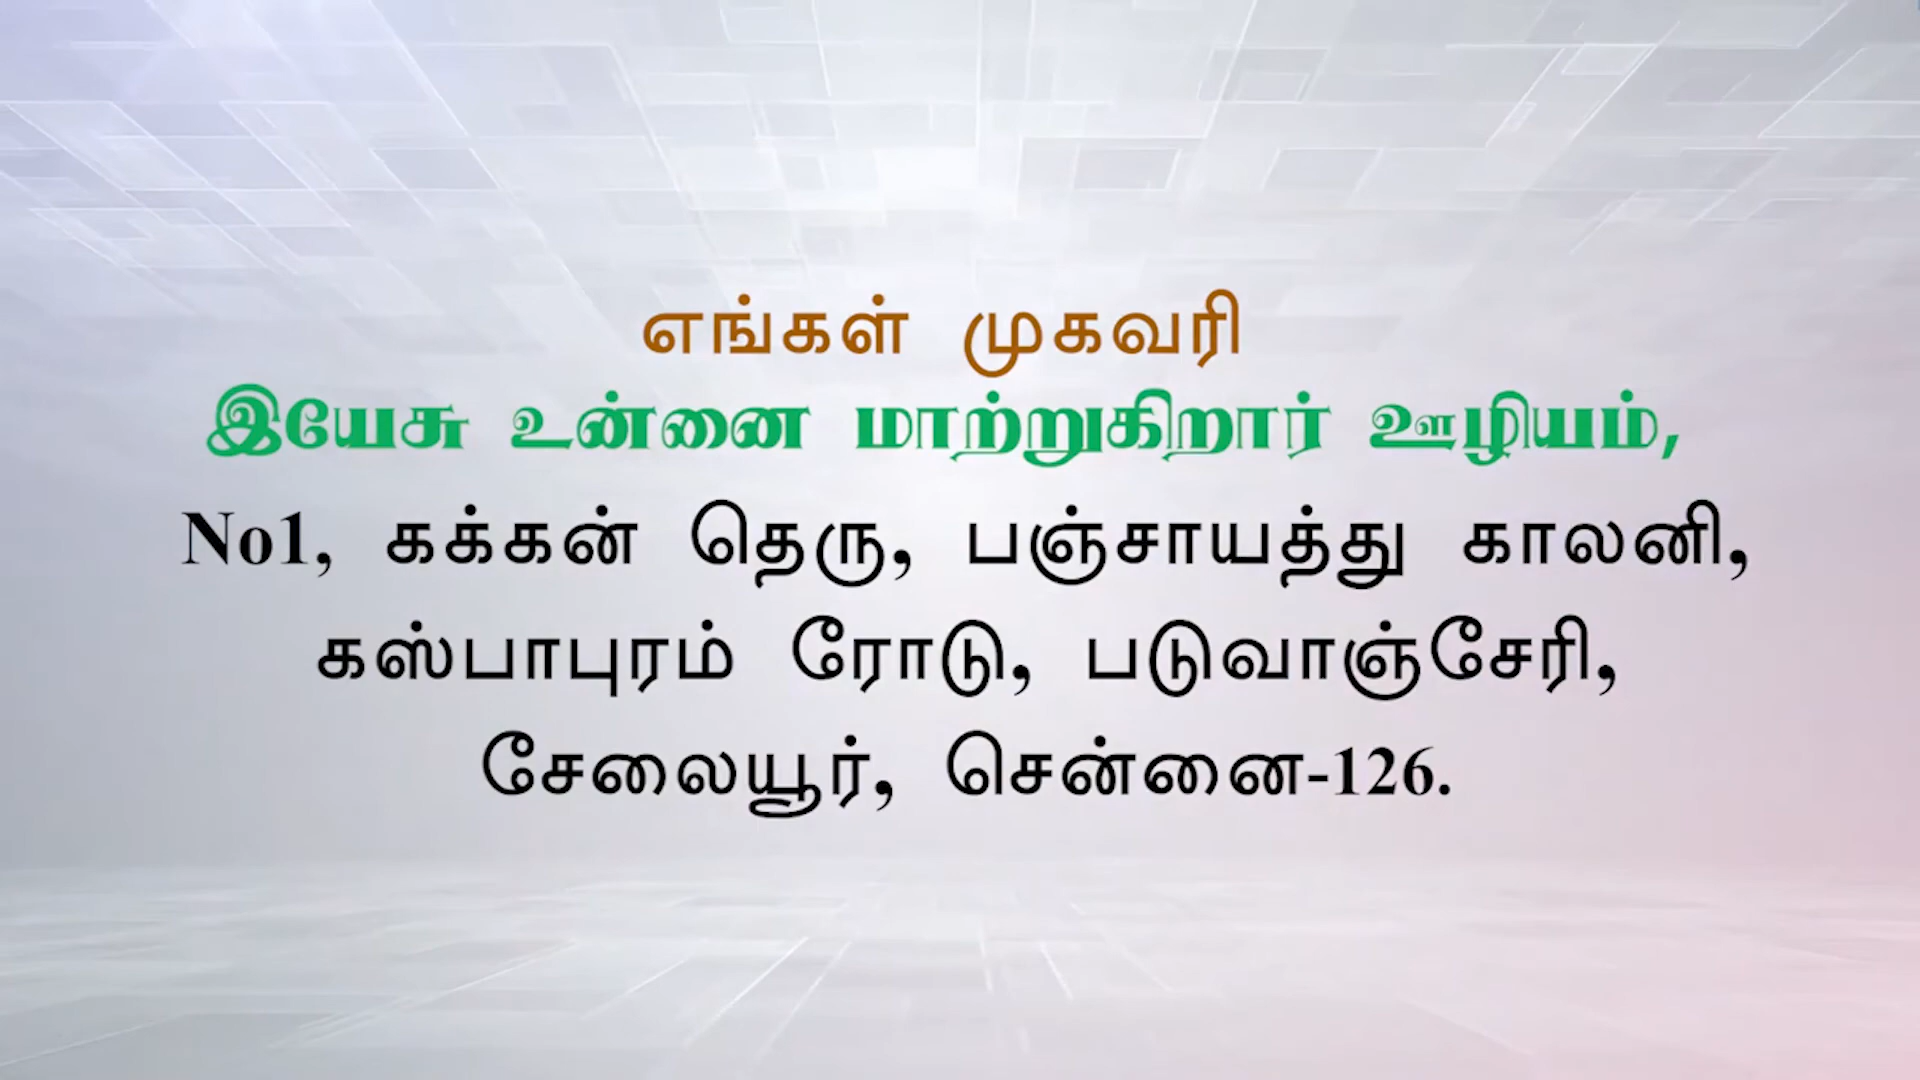 எங்கள் முகவரி
இயேசு உன்னை மாற்றுகிறார் ஊழியம்,
No1, கக்கன் தெரு, பஞ்சாயத்து காலனி,
கஸ்பாபுரம் ரோடு, படுவாஞ்சேரி,
சேலையூர், சென்னை-126.